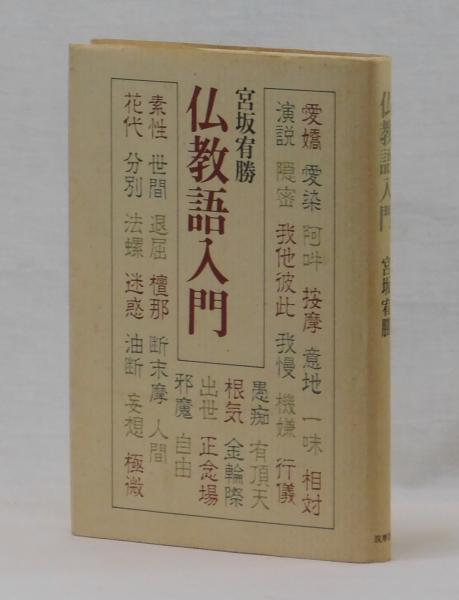 愛嬌 愛染 阿吽 按摩 意地 一味 相対
演説 隠密 我他彼此 我慢 機嫌 行儀
宮坂宥勝
仏教語入門
愚痴 有頂天
根気 金輪際
出世 正念場
邪魔 自由
素性 世間 退屈 檀那 断末摩 人間
花代 分別 法螺 迷惑 油断 妄想 極微
仏教語入門 宮坂宥勝